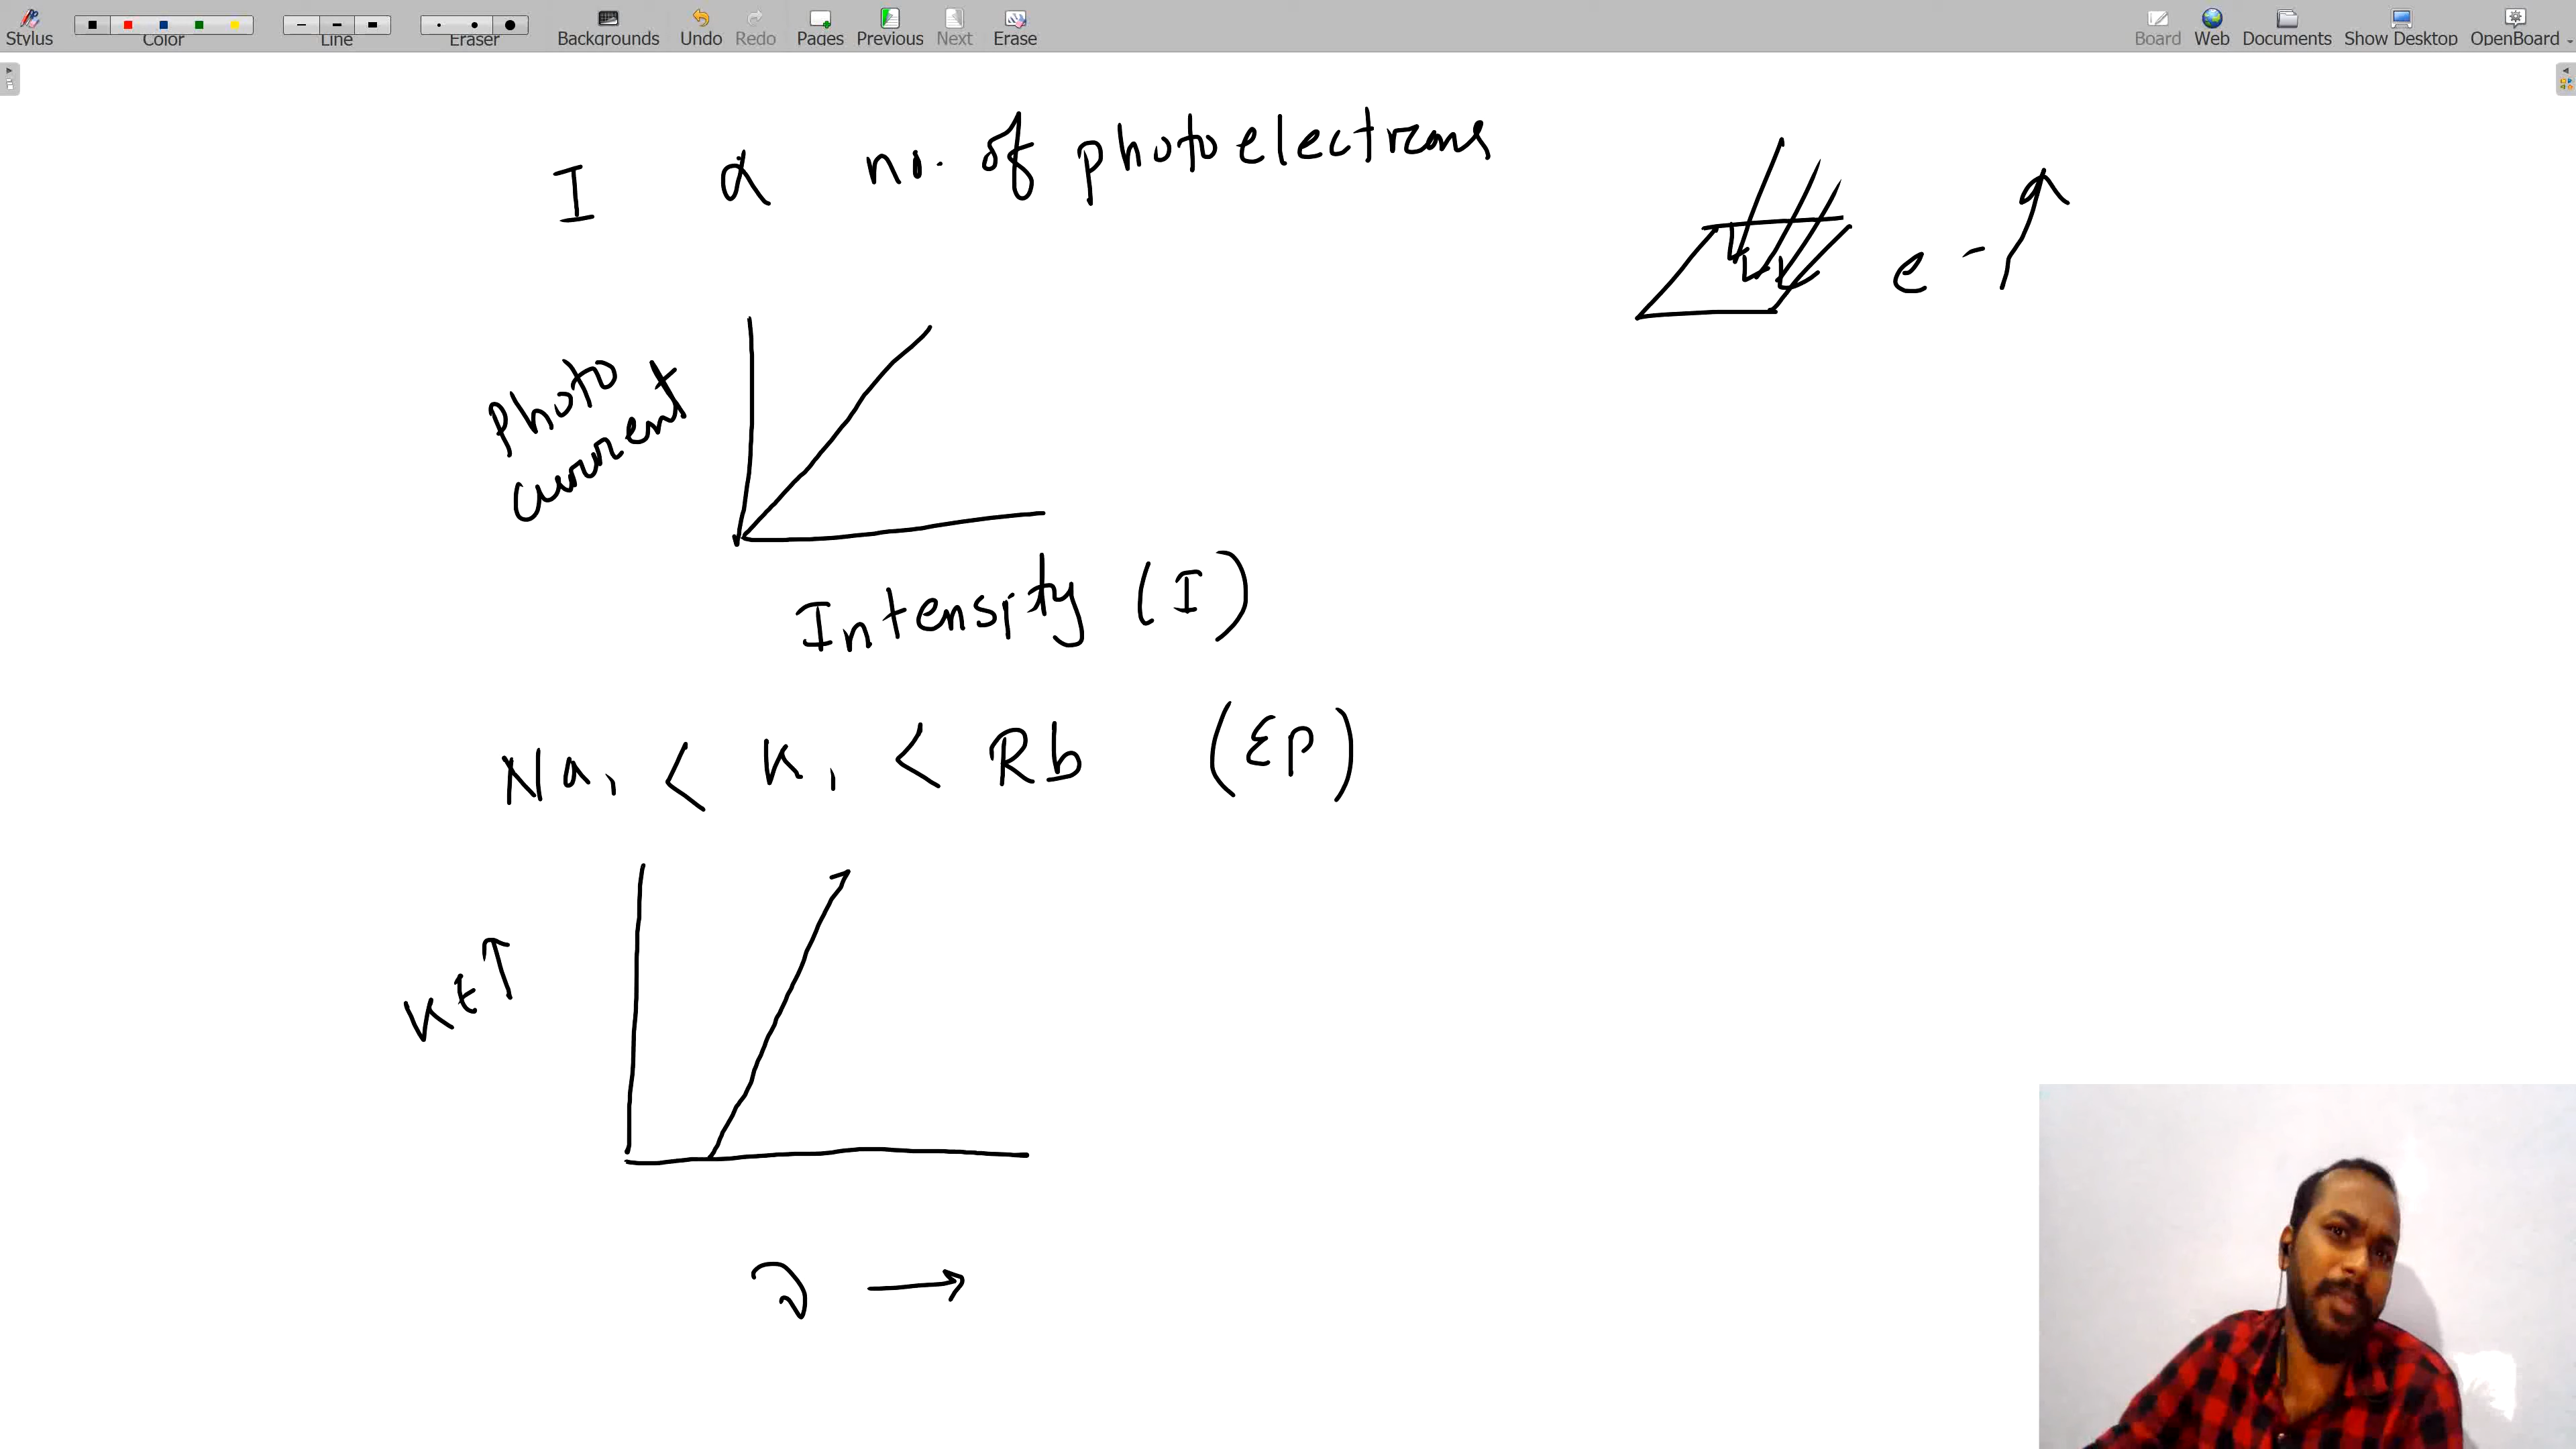 Stylus Color Line Eraser Backgrounds Undo Redo Pages Previous Next Erase Board Web Documents Show Desktop OpenBoard
I α no. of photoelectrons
e -
Photo
current
Intensity (I)
Na, < K, < Rb (EP)
KE↑
ν →